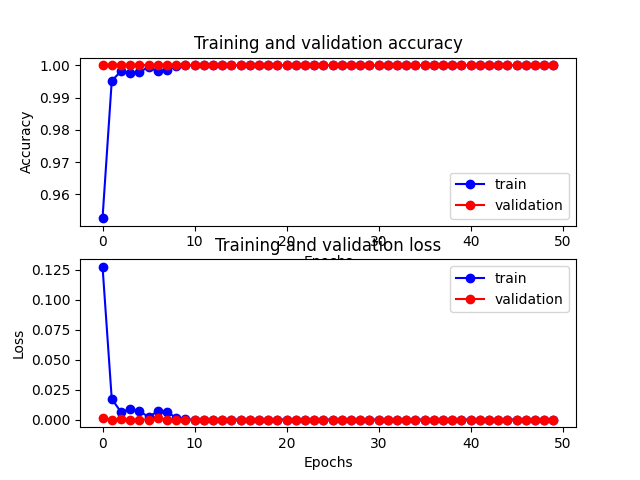 Training and validation accuracy
1.00
0.99
0.98
0.97
0.96
Accuracy
train
validation
0 10 20 30 40 50
Epochs
Training and validation loss
0.125
0.100
0.075
0.050
0.025
0.000
Loss
train
validation
0 10 20 30 40 50
Epochs